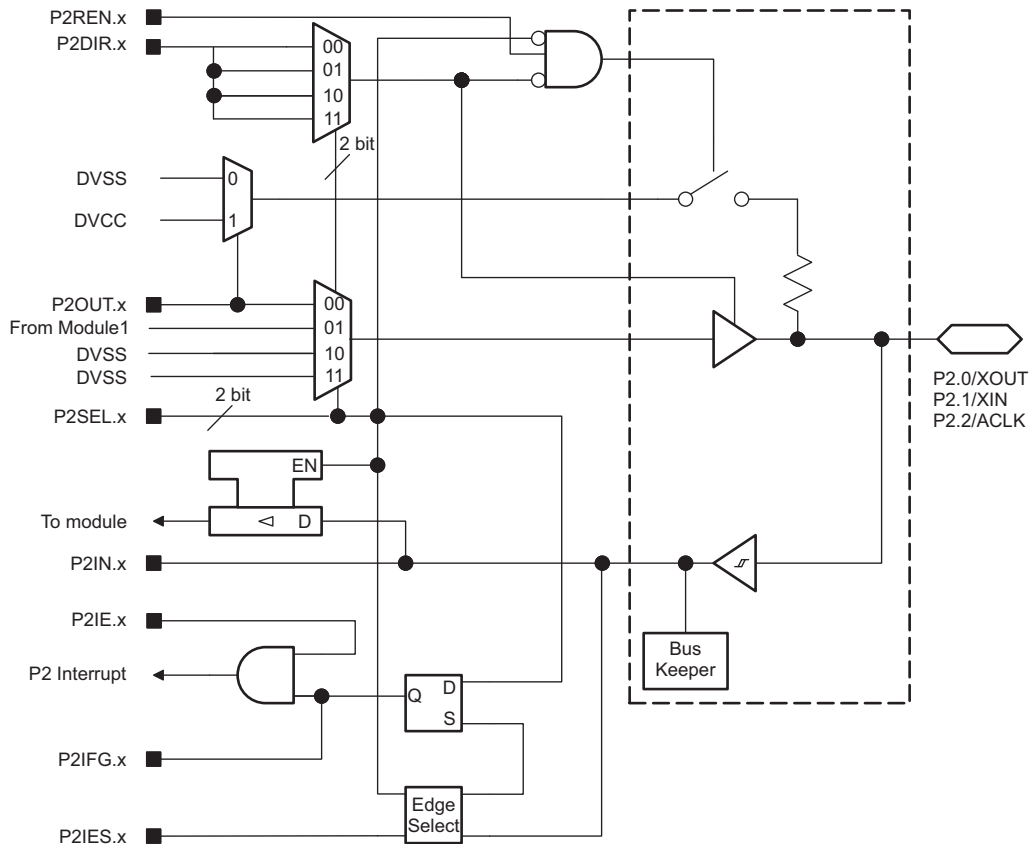 P2REN.x
P2DIR.x
00
01
10
11
2 bit
DVSS
0
DVCC
1
P2OUT.x
00
From Module1
01
DVSS
10
DVSS
11
2 bit
P2SEL.x
P2.0/XOUT
P2.1/XIN
P2.2/ACLK
EN
To module
D
P2IN.x
P2IE.x
Bus
Keeper
P2 Interrupt
Q
D
S
P2IFG.x
Edge
Select
P2IES.x